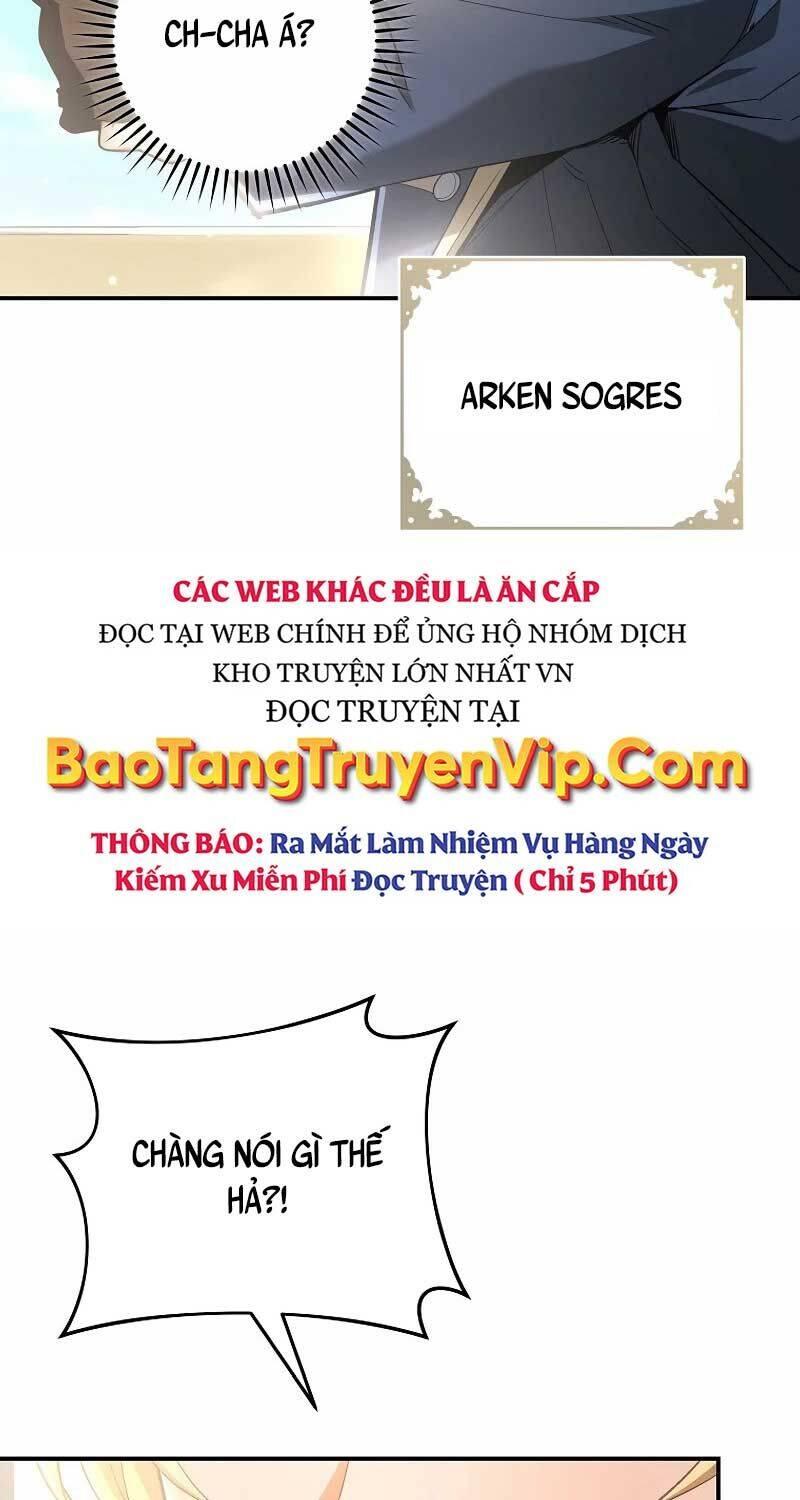 CH-CHA Á?
ARKEN SOGRES
CÁC WEB KHÁC ĐỀU LÀ ĂN CẮP
ĐỌC TẠI WEB CHÍNH ĐỂ ỦNG HỘ NHÓM DỊCH
KHO TRUYỆN LỚN NHẤT VN
ĐỌC TRUYỆN TẠI
BaoTangTruyenVip.Com
THÔNG BÁO: Ra Mắt Làm Nhiệm Vụ Hàng Ngày
Kiếm Xu Miễn Phí Đọc Truyện ( Chỉ 5 Phút)
CHÀNG NÓI GÌ THẾ
HẢ?!